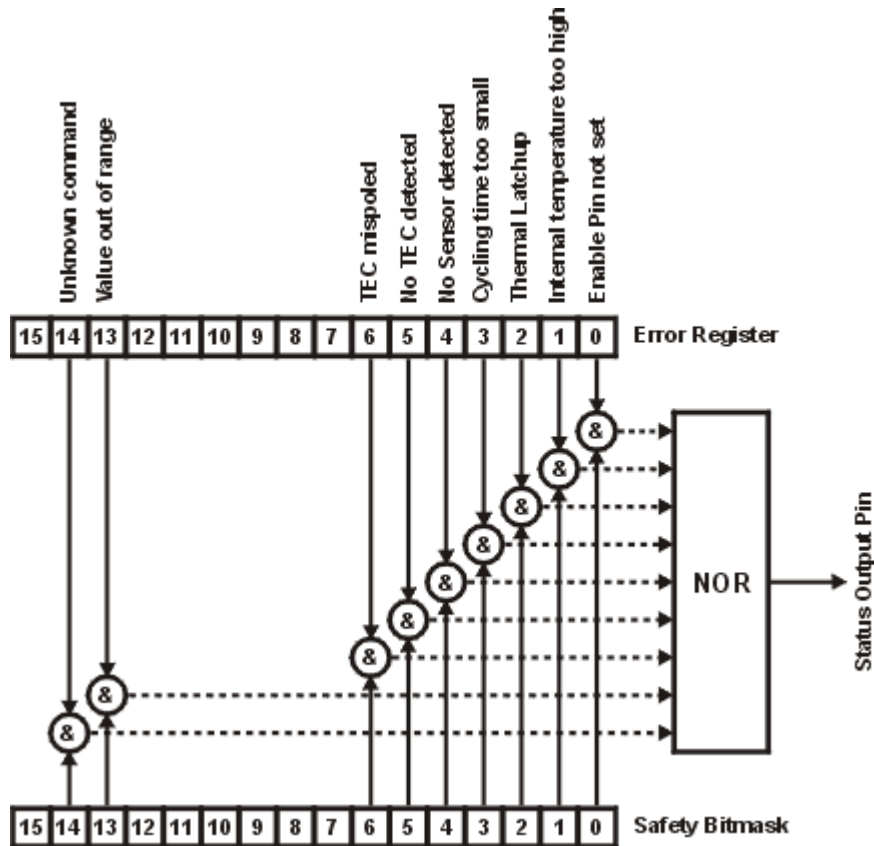 Unknown command
Value out of range
TEC mispoled
No TEC detected
No Sensor detected
Cycling time too small
Thermal Latchup
Internal temperature too high
Enable Pin not set
15 14 13 12 11 10 9 8 7 6 5 4 3 2 1 0 Error Register
&
&
&
&
&
NOR
Status Output Pin
&
&
&
&
15 14 13 12 11 10 9 8 7 6 5 4 3 2 1 0 Safety Bitmask